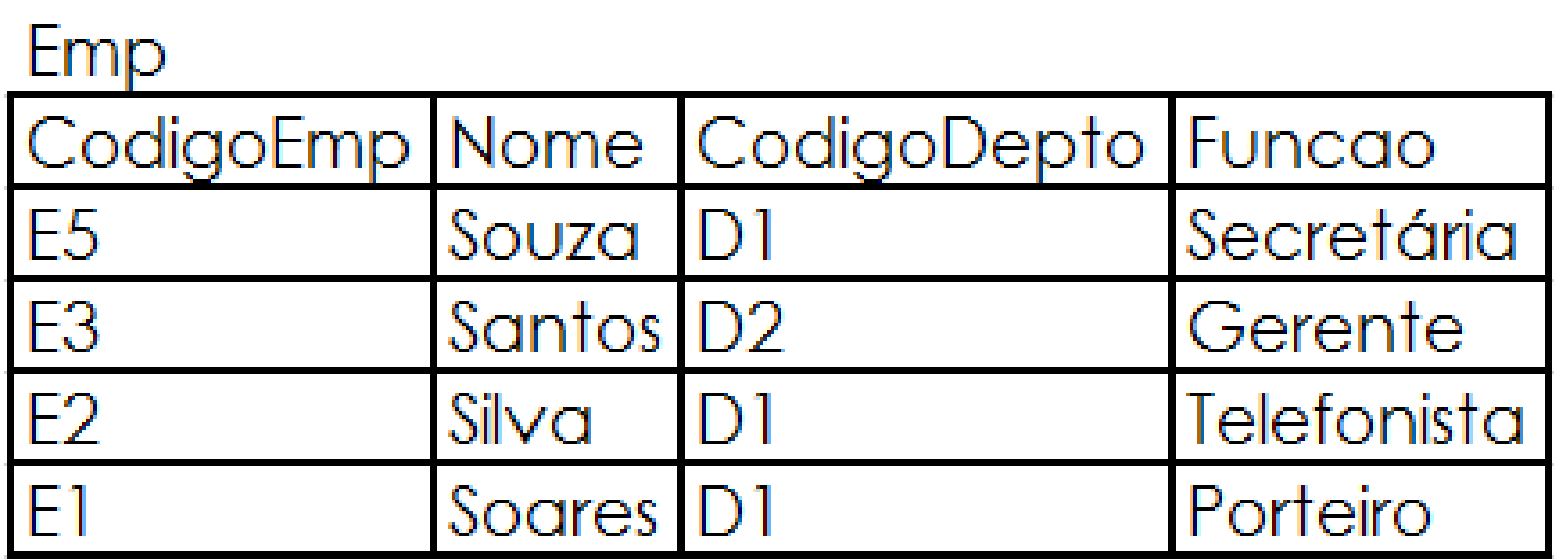 Emp
CodigoEmp Nome CodigoDepto Funcao
E5 Souza D1 Secretária
E3 Santos D2 Gerente
E2 Silva D1 Telefonista
E1 Soares D1 Porteiro